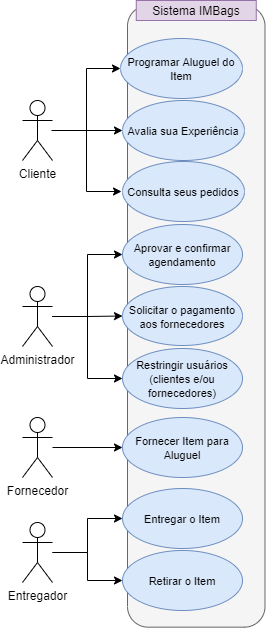 Sistema IMBags
Programar Aluguel do
Item
Avalia sua Experiência
Cliente
Consulta seus pedidos
Aprovar e confirmar
agendamento
Solicitar o pagamento
aos fornecedores
Administrador
Restringir usuários
(clientes e/ou
fornecedores)
Fornecer Item para
Aluguel
Fornecedor
Entregar o Item
Retirar o Item
Entregador